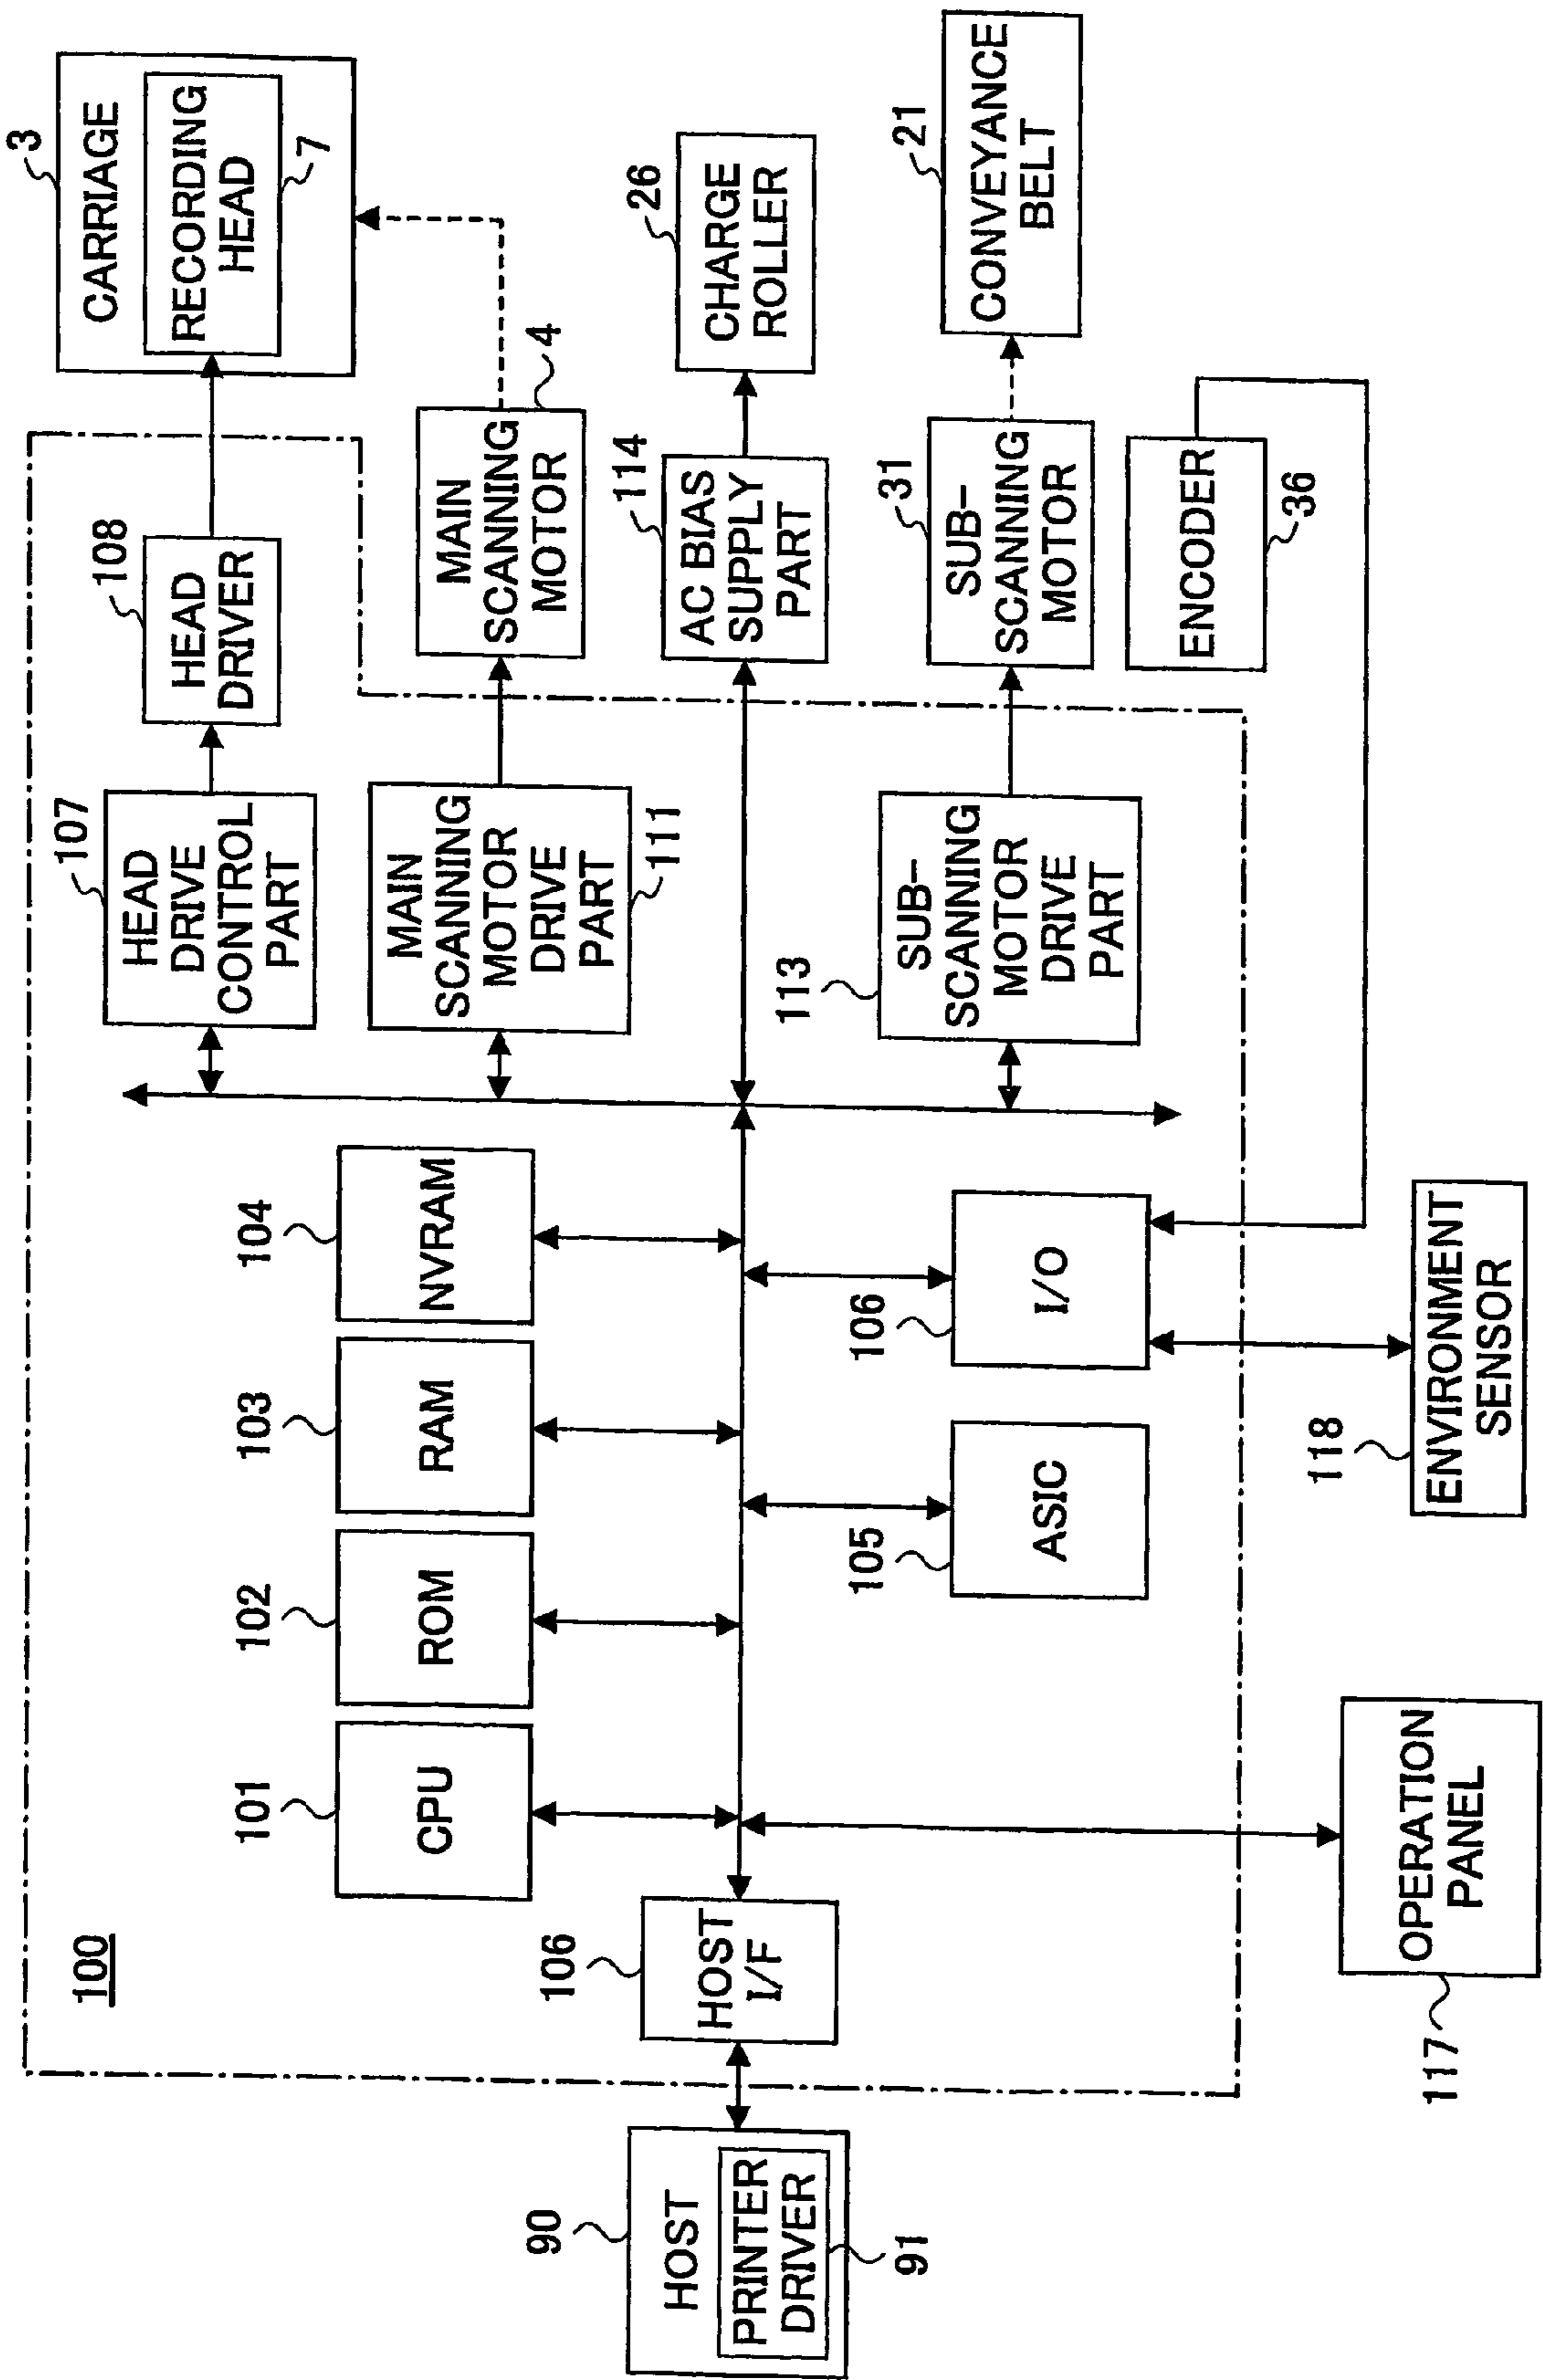 100
101
CPU
102
ROM
103
RAM
104
NVRAM
107
HEAD
DRIVE
CONTROL
PART
108
HEAD
DRIVER
3
CARRIAGE
RECORDING
HEAD
7
MAIN
SCANNING
MOTOR
DRIVE
PART
111
MAIN
SCANNING
MOTOR
4
90
HOST
PRINTER
DRIVER
91
106
HOST
I/F
114
AC BIAS
SUPPLY
PART
26
CHARGE
ROLLER
105
ASIC
106
I/O
113
SUB-
SCANNING
MOTOR
DRIVE
PART
31
SUB-
SCANNING
MOTOR
21
CONVEYANCE
BELT
ENCODER
36
117
OPERATION
PANEL
118
ENVIRONMENT
SENSOR